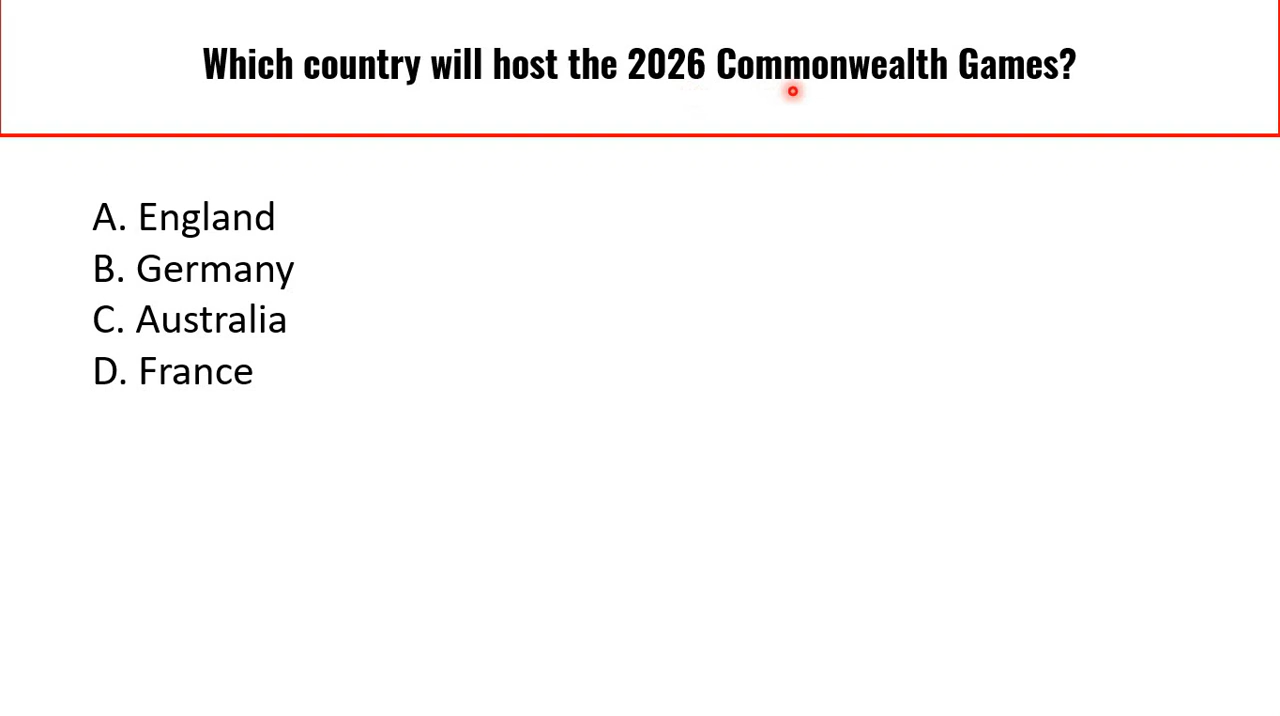 Which country will host the 2026 Commonwealth Games?
A. England
B. Germany
C. Australia
D. France